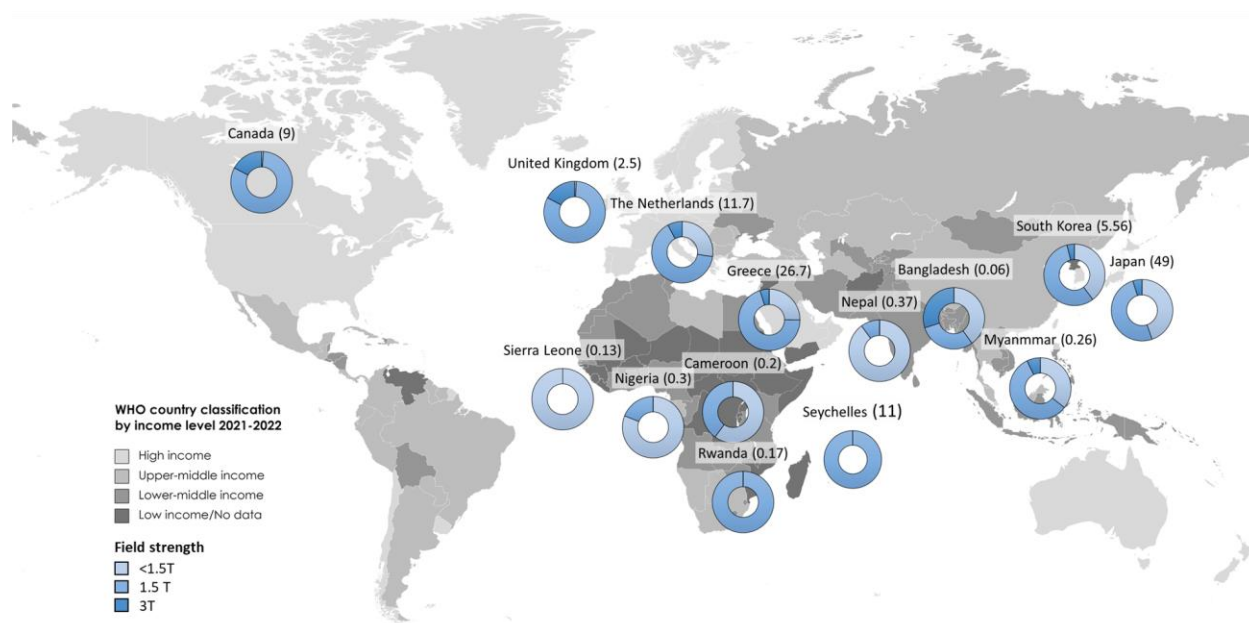 Canada (9)
United Kingdom (2.5)
The Netherlands (11.7)
South Korea (5.56)
Greece (26.7)
Bangladesh (0.06)
Japan (49)
Nepal (0.37)
Sierra Leone (0.13)
Cameroon (0.2)
Myanmmar (0.26)
Nigeria (0.3)
Seychelles (11)
Rwanda (0.17)
WHO country classification
by income level 2021-2022
High income
Upper-middle income
Lower-middle income
Low income/No data
Field strength
<1.5T
1.5 T
3T